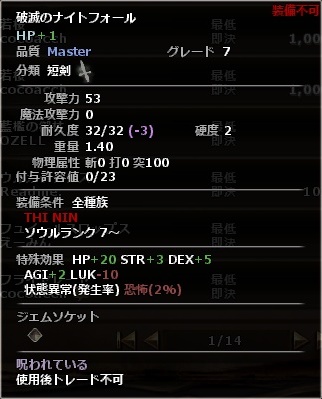 装備不可
破滅のナイトフォール
HP+1
品質 Master グレード 7
分類 短剣
攻撃力 53
魔法攻撃力 0
耐久度 32/32 (-3) 硬度 2
重量 1.40
物理属性 斬0 打0 突100
付与許容値 0/23
装備条件 全種族
THI NIN
ソウルランク 7～
特殊効果 HP+20 STR+3 DEX+5
AGI+2 LUK-10
状態異常(発生率) 恐怖(2%)
ジェムソケット
1/14
呪われている
使用後トレード不可